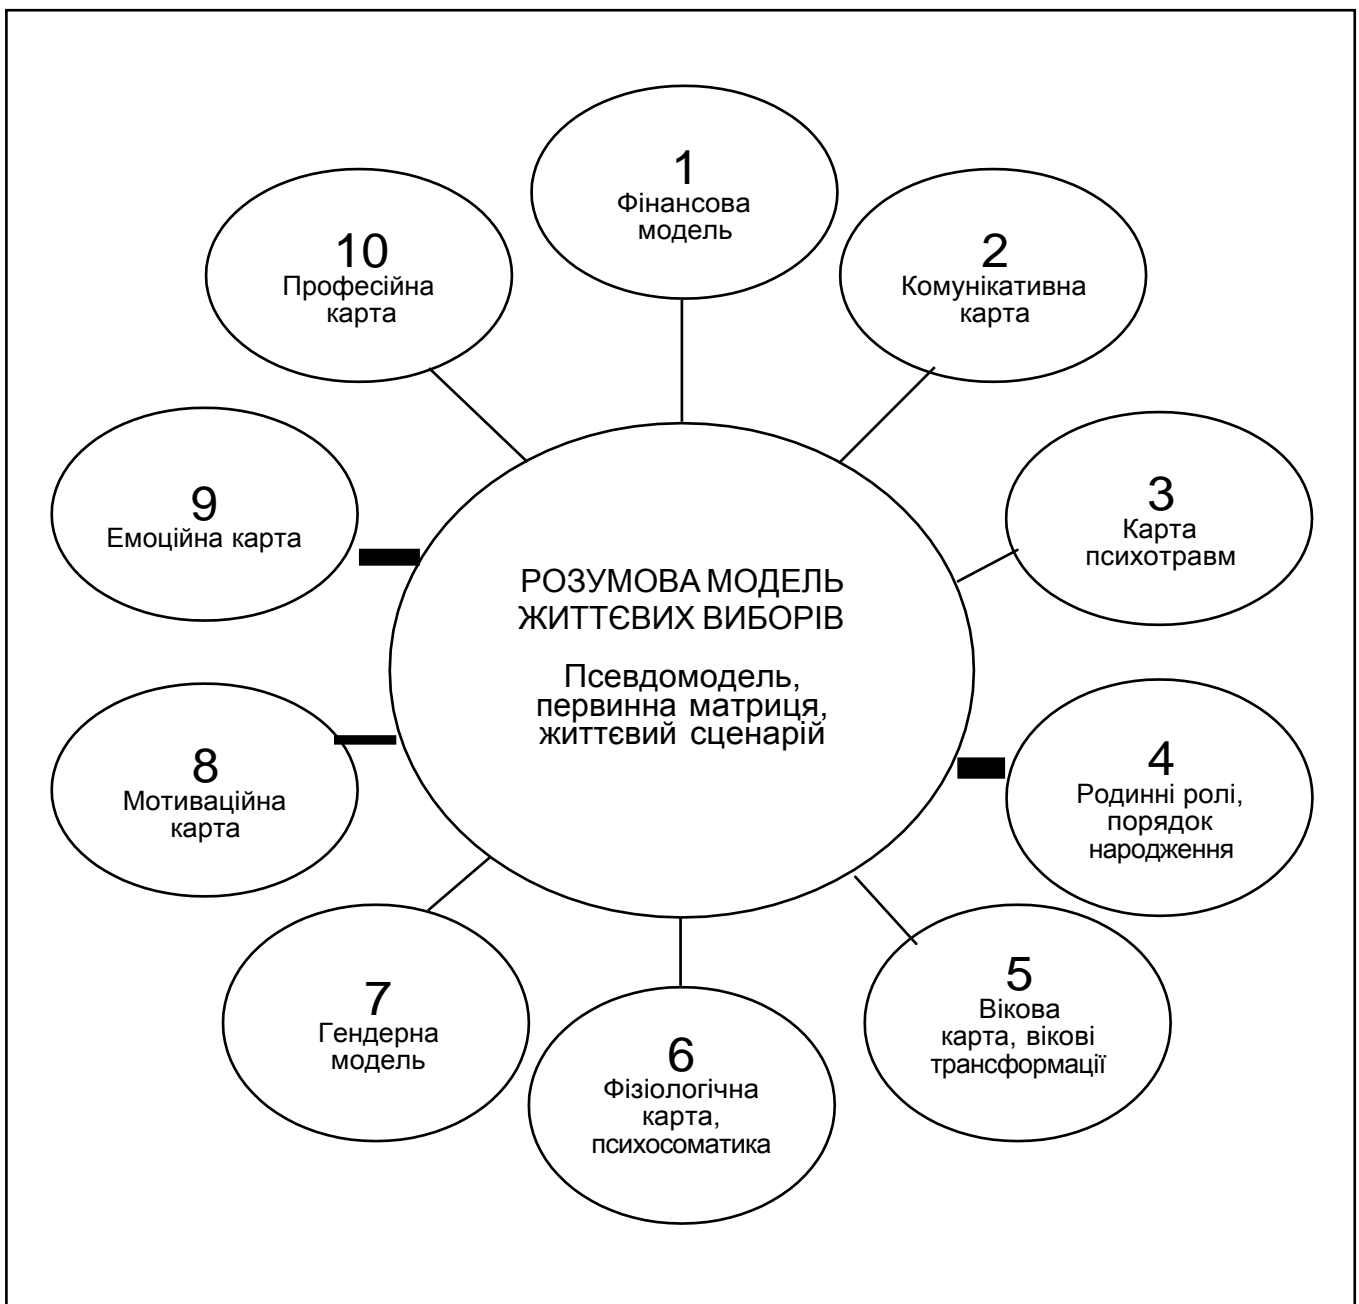 1
Фінансова
модель
2
Комунікативна
карта
3
Карта
психотравм
4
Родинні ролі,
порядок
народження
5
Вікова
карта, вікові
трансформації
6
Фізіологічна
карта,
психосоматика
7
Гендерна
модель
8
Мотиваційна
карта
9
Емоційна карта
10
Професійна
карта
РОЗУМОВА МОДЕЛЬ
ЖИТТЄВИХ ВИБОРІВ
Псевдомодель,
первинна матриця,
життєвий сценарій